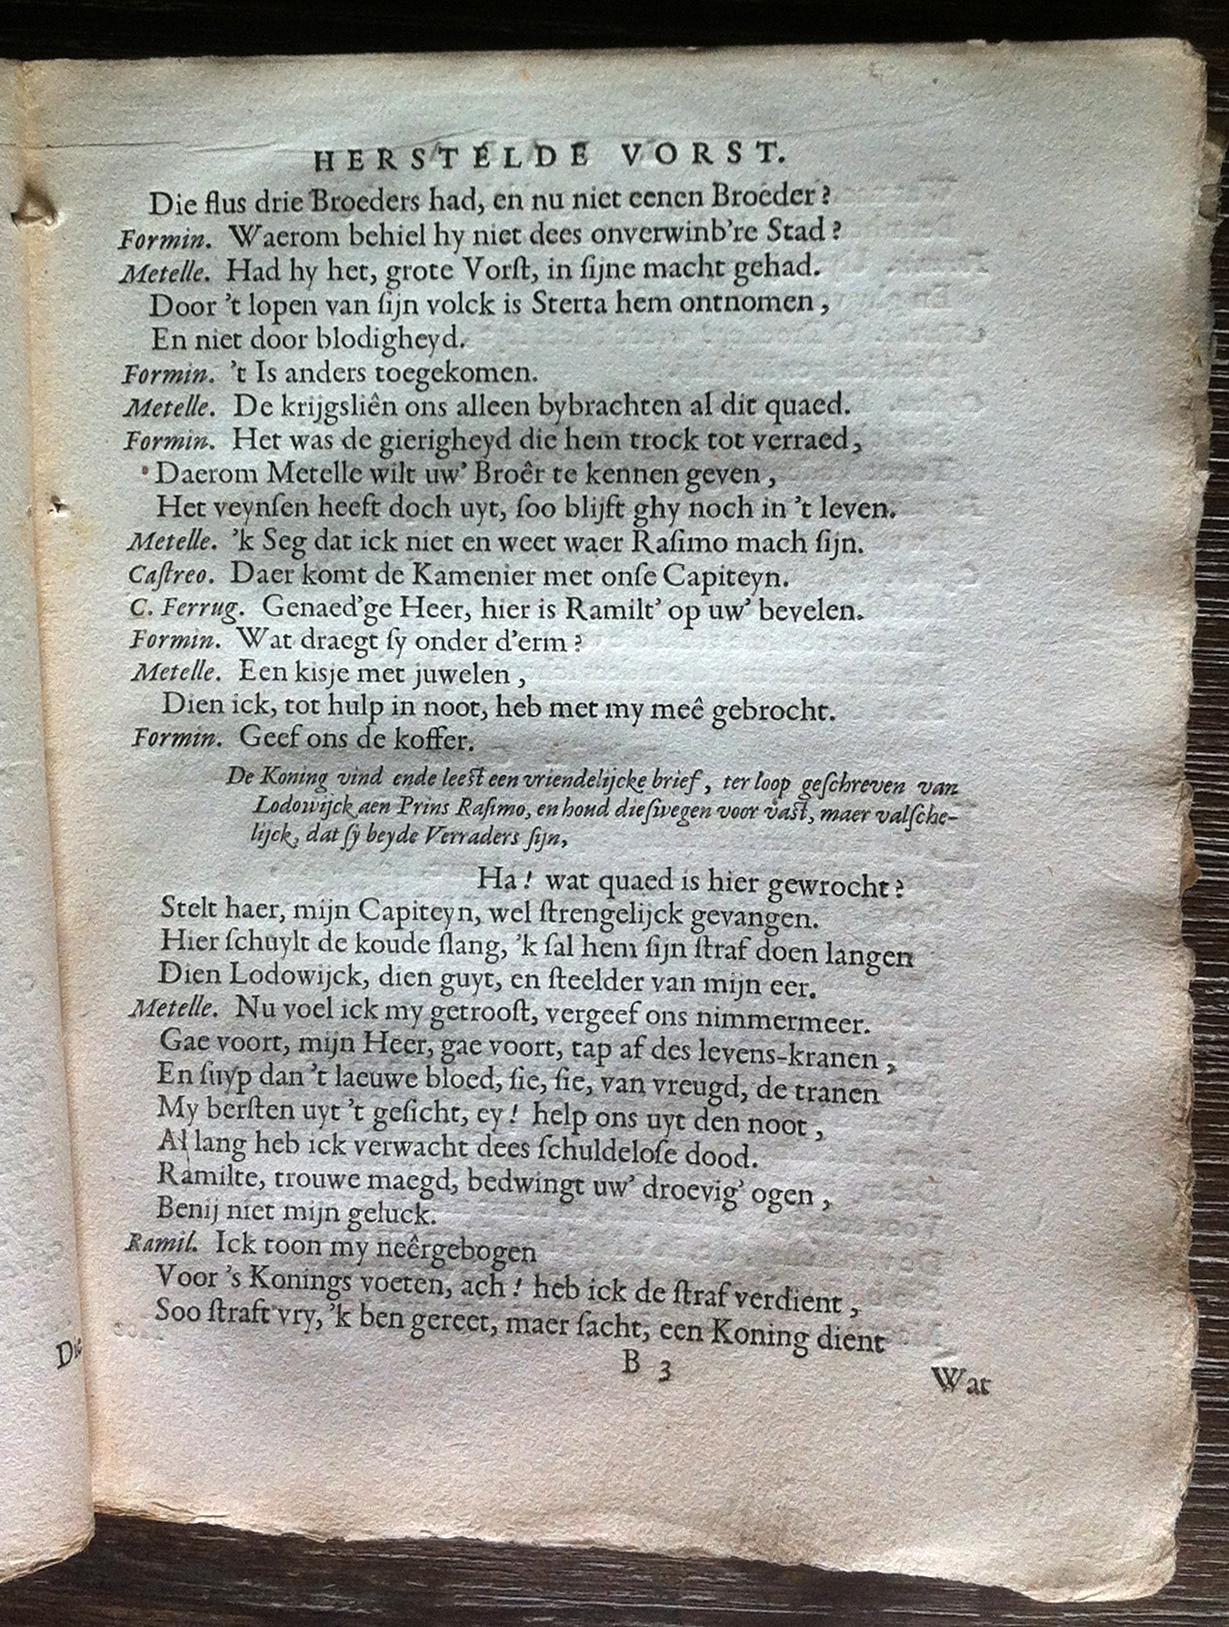 HERSTELDE VORST.
Die flus drie Broeders had, en nu niet eenen Broeder?
Formin. Waerom behiel hy niet dees onverwinb’re Stad?
Metelle. Had hy het, grote Vorſt, in ſijne macht gehad.
Door ’t lopen van ſijn volck is Sterta hem ontnomen,
En niet door blodigheyd.
Formin. ’t Is anders toegekomen.
Metelle. De krijgsliên ons alleen bybrachten al dit quaed.
Formin. Het was de gierigheyd die hem trock tot verraed,
Daerom Metelle wilt uw’ Broêr te kennen geven,
Het veynſen heeft doch uyt, ſoo blijft ghy noch in ’t leven.
Metelle. ’k Seg dat ick niet en weet waer Raſimo mach ſijn.
Caſtreo. Daer komt de Kamenier met onſe Capiteyn.
C. Ferrug. Genaed’ge Heer, hier is Ramilt’ op uw’ bevelen.
Formin. Wat draegt ſy onder d’erm?
Metelle. Een kisje met juwelen,
Dien ick, tot hulp in noot, heb met my meê gebrocht.
Formin. Geef ons de koffer.
De Koning vind ende leeſt een vriendelijcke brief, ter loop geſchreven van
Lodowijck aen Prins Raſimo, en houd dieſwegen voor vaſt, maer valſche-
lijck, dat ſy beyde Verraders ſijn,
Ha! wat quaed is hier gewrocht?
Stelt haer, mijn Capiteyn, wel ſtrengelijck gevangen.
Hier ſchuylt de koude ſlang, ’k ſal hem ſijn ſtraf doen langen
Dien Lodowijck, dien guyt, en ſteelder van mijn eer.
Metelle. Nu voel ick my getrooſt, vergeef ons nimmermeer.
Gae voort, mijn Heer, gae voort, tap af des levens-kranen,
En ſuyp dan ’t laeuwe bloed, ſie, ſie, van vreugd, de tranen
My berſten uyt ’t geſicht, ey! help ons uyt den noot,
Al lang heb ick verwacht dees ſchuldeloſe dood.
Ramilte, trouwe maegd, bedwingt uw’ droevig’ ogen,
Benij niet mijn geluck.
Ramil. Ick toon my neêrgebogen
Voor ’s Konings voeten, ach! heb ick de ſtraf verdient,
Soo ſtraft vry, ’k ben gereet, maer ſacht, een Koning dient
B 3
Wat